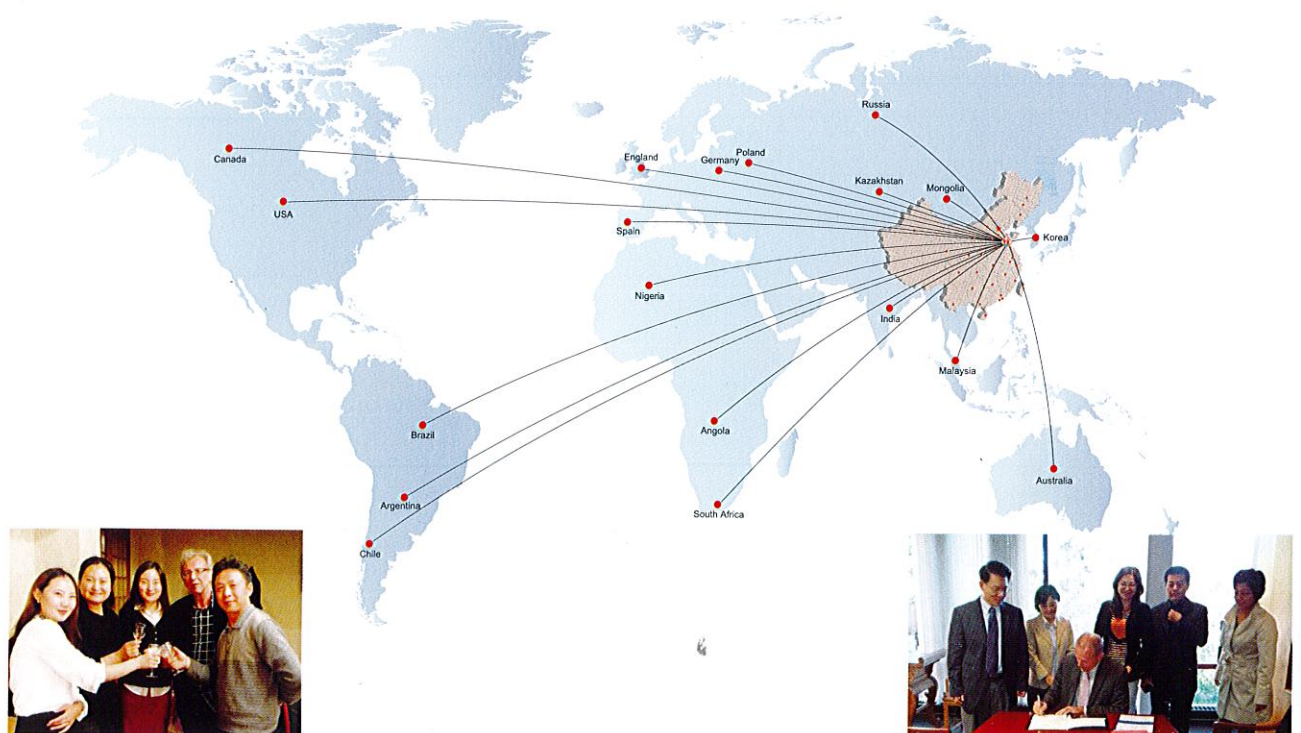 Russia
Canada
England
Germany
Poland
Kazakhstan
Mongolia
USA
Spain
Korea
Nigeria
India
Malaysia
Brazil
Angola
Australia
Argentina
South Africa
Chile